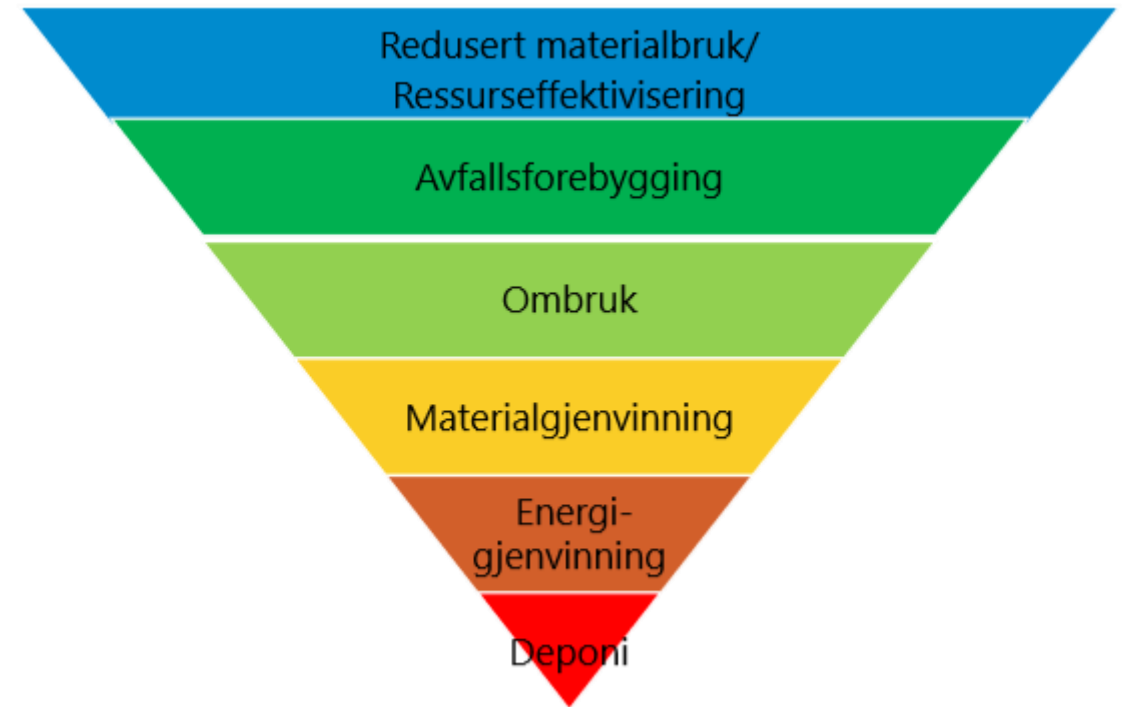 Redusert materialbruk/
Ressurseffektivisering
Avfallsforebygging
Ombruk
Materialgjenvinning
Energi-
gjenvinning
Deponi